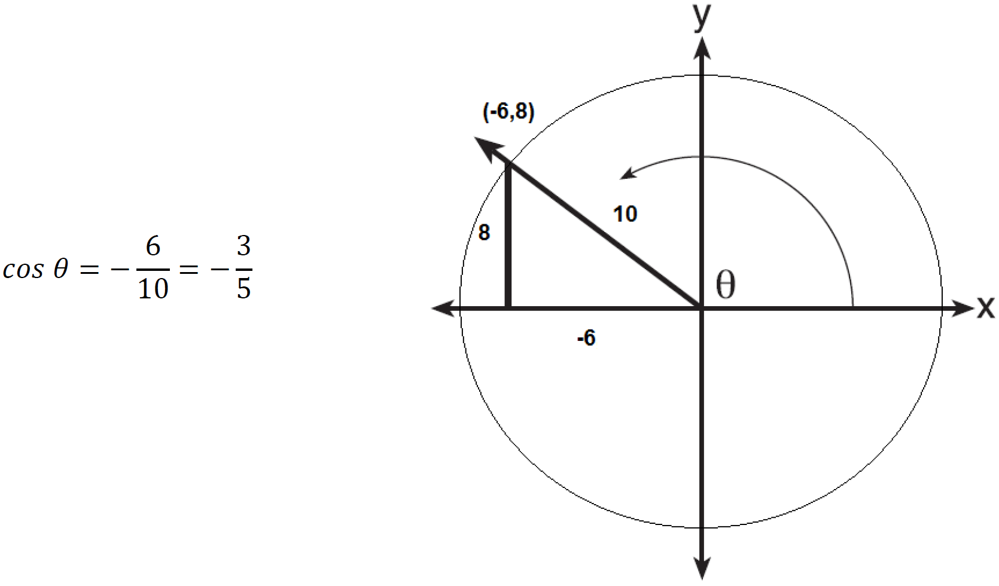 cos θ = − 6/10 = − 3/5
y
(-6,8)
10
8
θ
x
-6